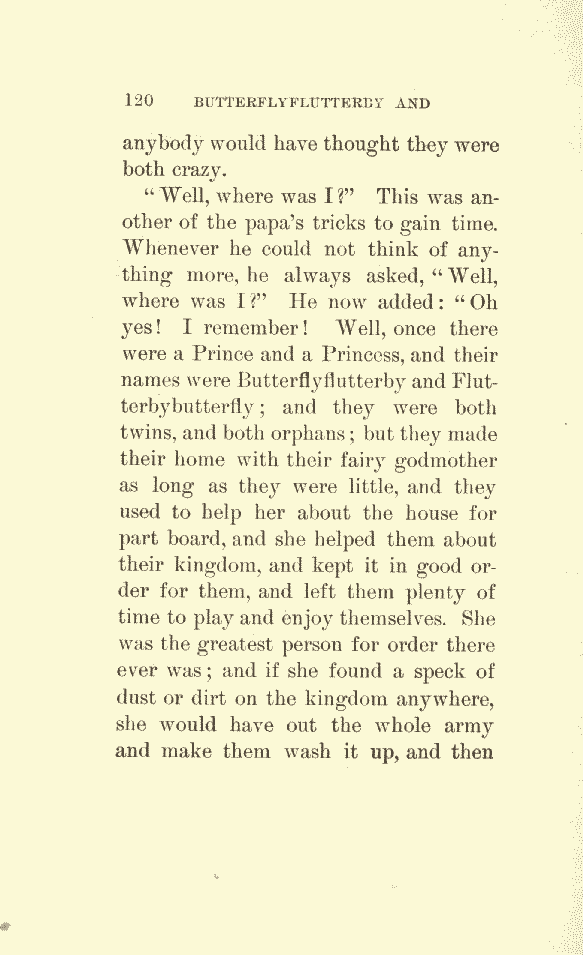 120 BUTTERFLYFLUTTERBY AND
anybody would have thought they were
both crazy.
“Well, where was I?” This was an-
other of the papa’s tricks to gain time.
Whenever he could not think of any-
thing more, he always asked, “Well,
where was I?” He now added: “Oh
yes! I remember! Well, once there
were a Prince and a Princess, and their
names were Butterflyflutterby and Flut-
terbybutterfly; and they were both
twins, and both orphans; but they made
their home with their fairy godmother
as long as they were little, and they
used to help her about the house for
part board, and she helped them about
their kingdom, and kept it in good or-
der for them, and left them plenty of
time to play and enjoy themselves. She
was the greatest person for order there
ever was; and if she found a speck of
dust or dirt on the kingdom anywhere,
she would have out the whole army
and make them wash it up, and then